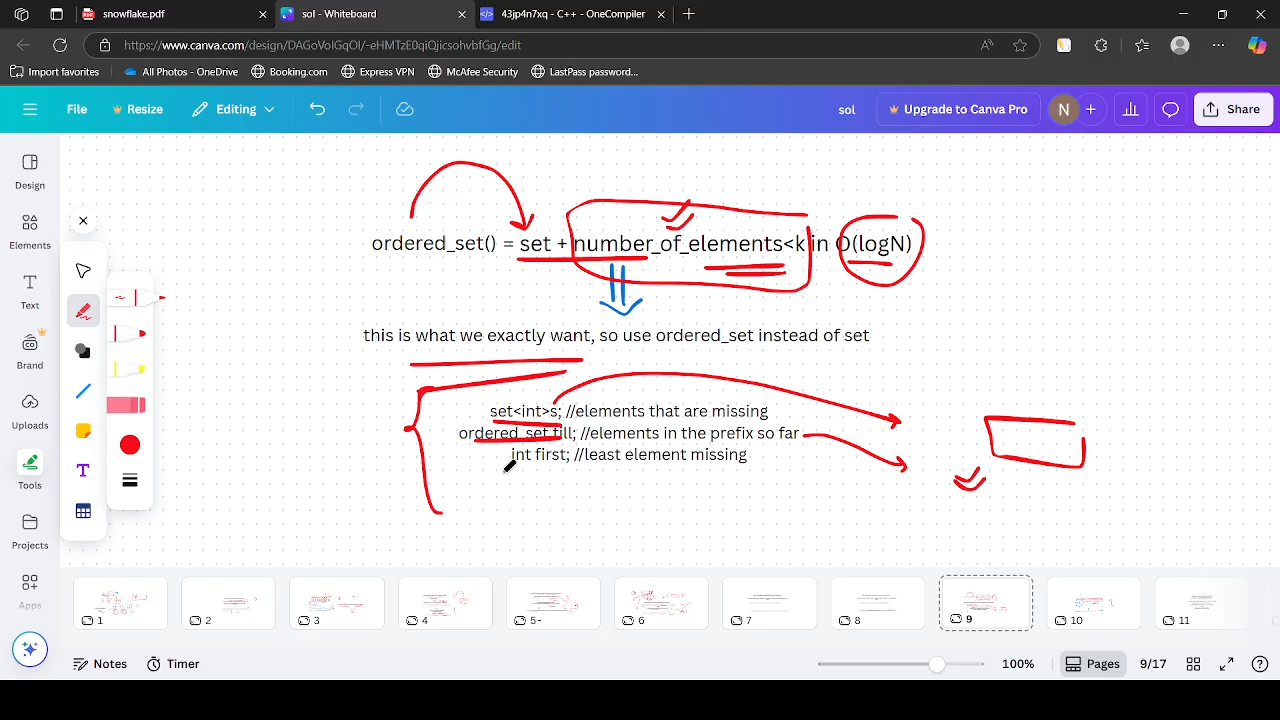 snowflake.pdf
sol - Whiteboard
43jp4n7xq - C++ - OneCompiler
https://www.canva.com/design/DAGoVoIGqOI/-eHMTzE0qiQjicsohvbfGg/edit
Import favorites
All Photos - OneDrive
Booking.com
Express VPN
McAfee Security
LastPass password...
File
Resize
Editing
sol
Upgrade to Canva Pro
N
Share
Design
Elements
Text
Brand
Uploads
Tools
Projects
Apps
ordered_set() = set + number_of_elements<k in O(logN)
this is what we exactly want, so use ordered_set instead of set
set<int>s; //elements that are missing
ordered_set fill; //elements in the prefix so far
int first; //least element missing
1
2
3
4
5-
6
7
8
9
10
11
Notes
Timer
100%
Pages
9/17